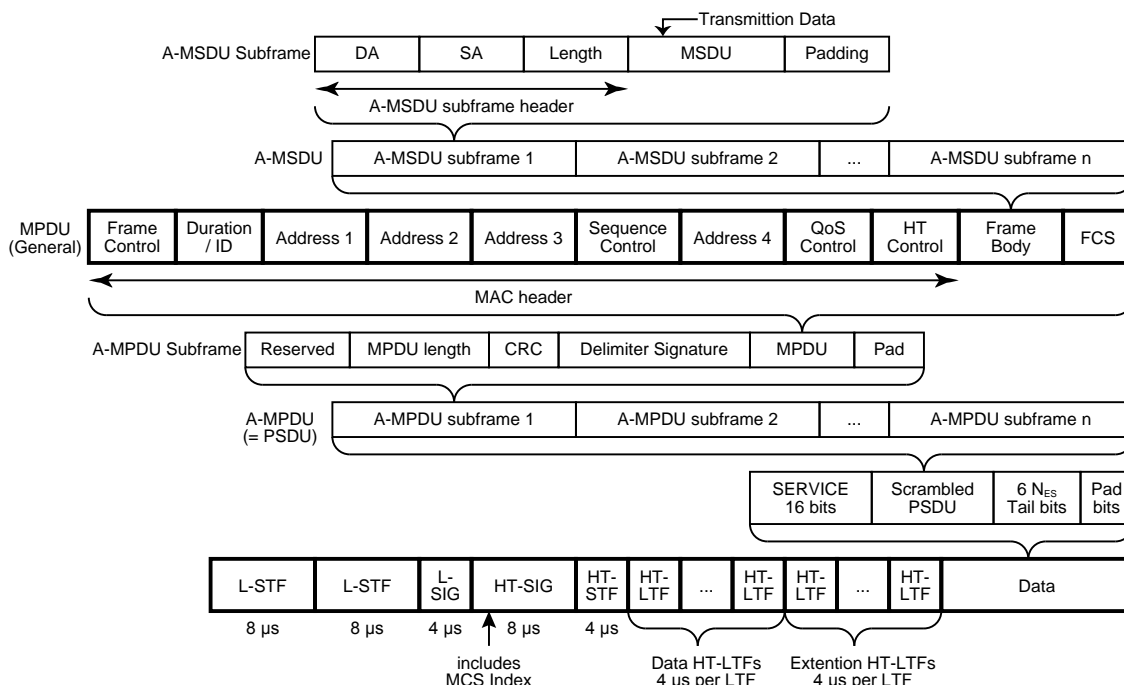 Transmittion Data
A-MSDU Subframe DA SA Length MSDU Padding
A-MSDU subframe header
A-MSDU A-MSDU subframe 1 A-MSDU subframe 2 ... A-MSDU subframe n
MPDU (General)
Frame Control
Duration / ID
Address 1
Address 2
Address 3
Sequence Control
Address 4
QoS Control
HT Control
Frame Body
FCS
MAC header
A-MPDU Subframe Reserved MPDU length CRC Delimiter Signature MPDU Pad
A-MPDU (= PSDU)
A-MPDU subframe 1 A-MPDU subframe 2 ... A-MPDU subframe n
SERVICE 16 bits
Scrambled PSDU
6 NES Tail bits
Pad bits
L-STF
L-STF
L-SIG
HT-SIG
HT-STF
HT-LTF
...
HT-LTF
HT-LTF
...
HT-LTF
Data
8 µs 8 µs 4 µs 8 µs 4 µs
includes MCS Index
Data HT-LTFs
4 µs per LTF
Extention HT-LTFs
4 µs per LTF